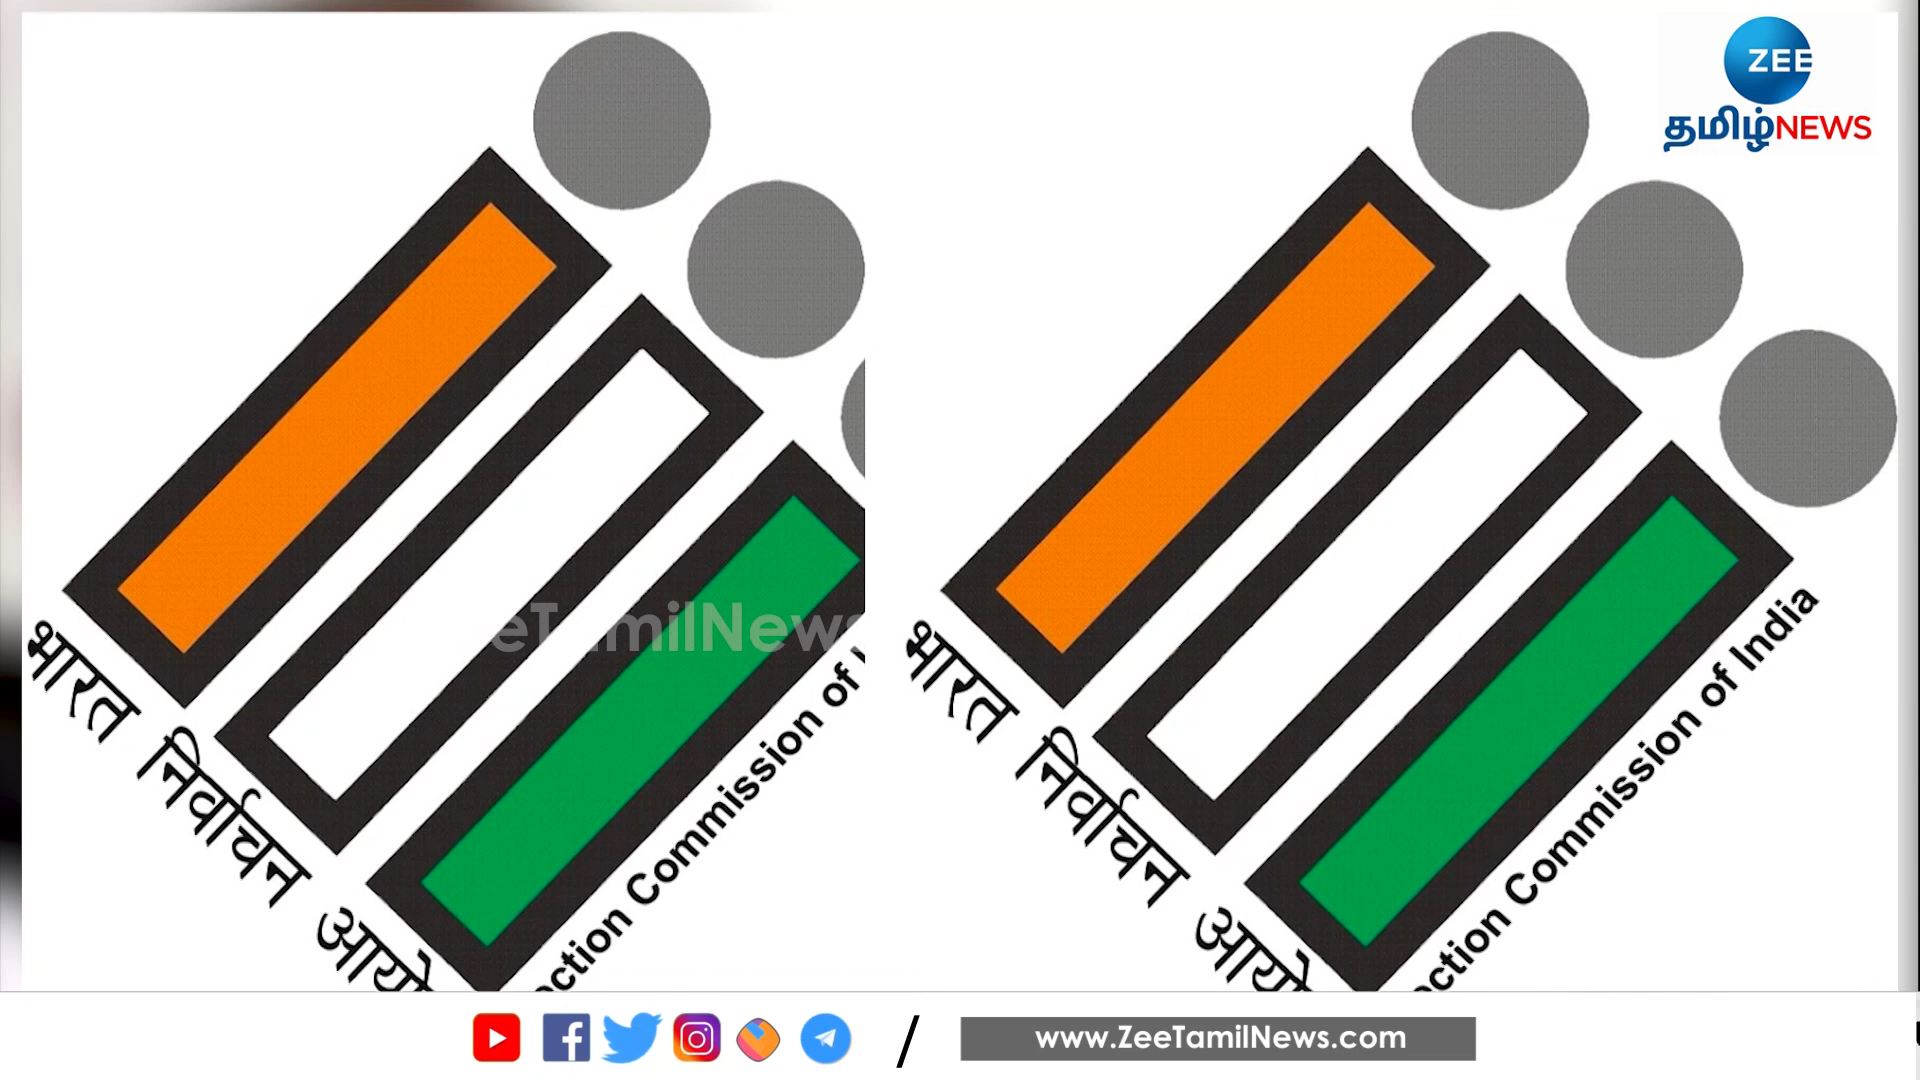 ZEE
தமிழ்NEWS
eTamilNews
भारत निर्वाचन
ction Commission of
भारत निर्वाचन
ction Commission of India
/ www.ZeeTamilNews.com